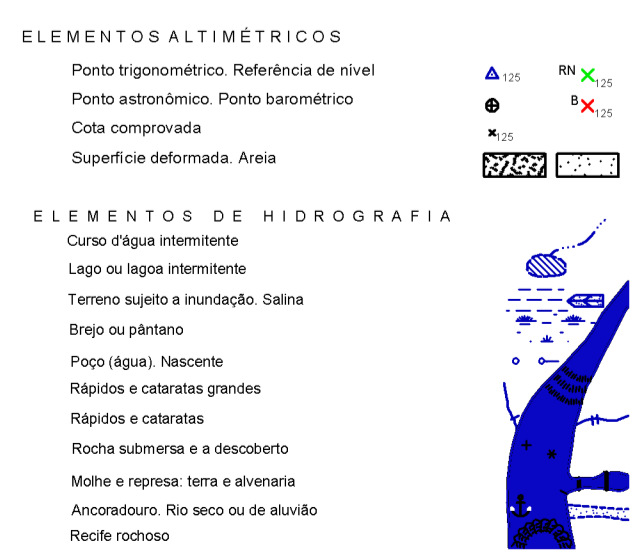 ELEMENTOS ALTIMÉTRICOS
Ponto trigonométrico. Referência de nível 125 RN 125
Ponto astronômico. Ponto barométrico B 125
Cota comprovada 125
Superfície deformada. Areia
ELEMENTOS DE HIDROGRAFIA
Curso d'água intermitente
Lago ou lagoa intermitente
Terreno sujeito a inundação. Salina
Brejo ou pântano
Poço (água). Nascente
Rápidos e cataratas grandes
Rápidos e cataratas
Rocha submersa e a descoberto
Molhe e represa: terra e alvenaria
Ancoradouro. Rio seco ou de aluvião
Recife rochoso